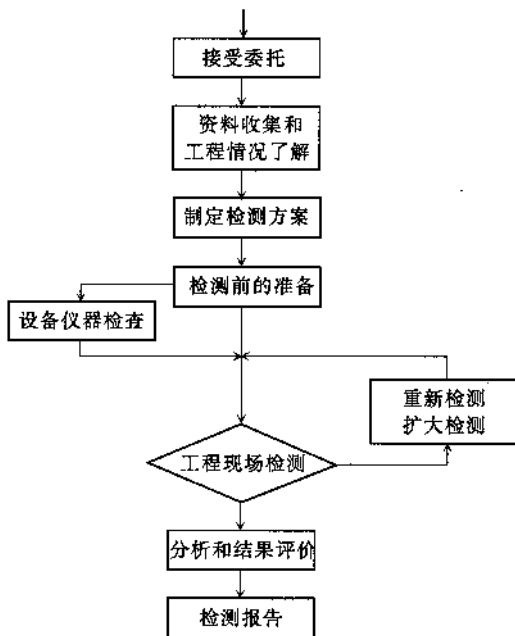 接受委托
资料收集和
工程情况了解
制定检测方案
检测前的准备
设备仪器检查
重新检测
扩大检测
工程现场检测
分析和结果评价
检测报告